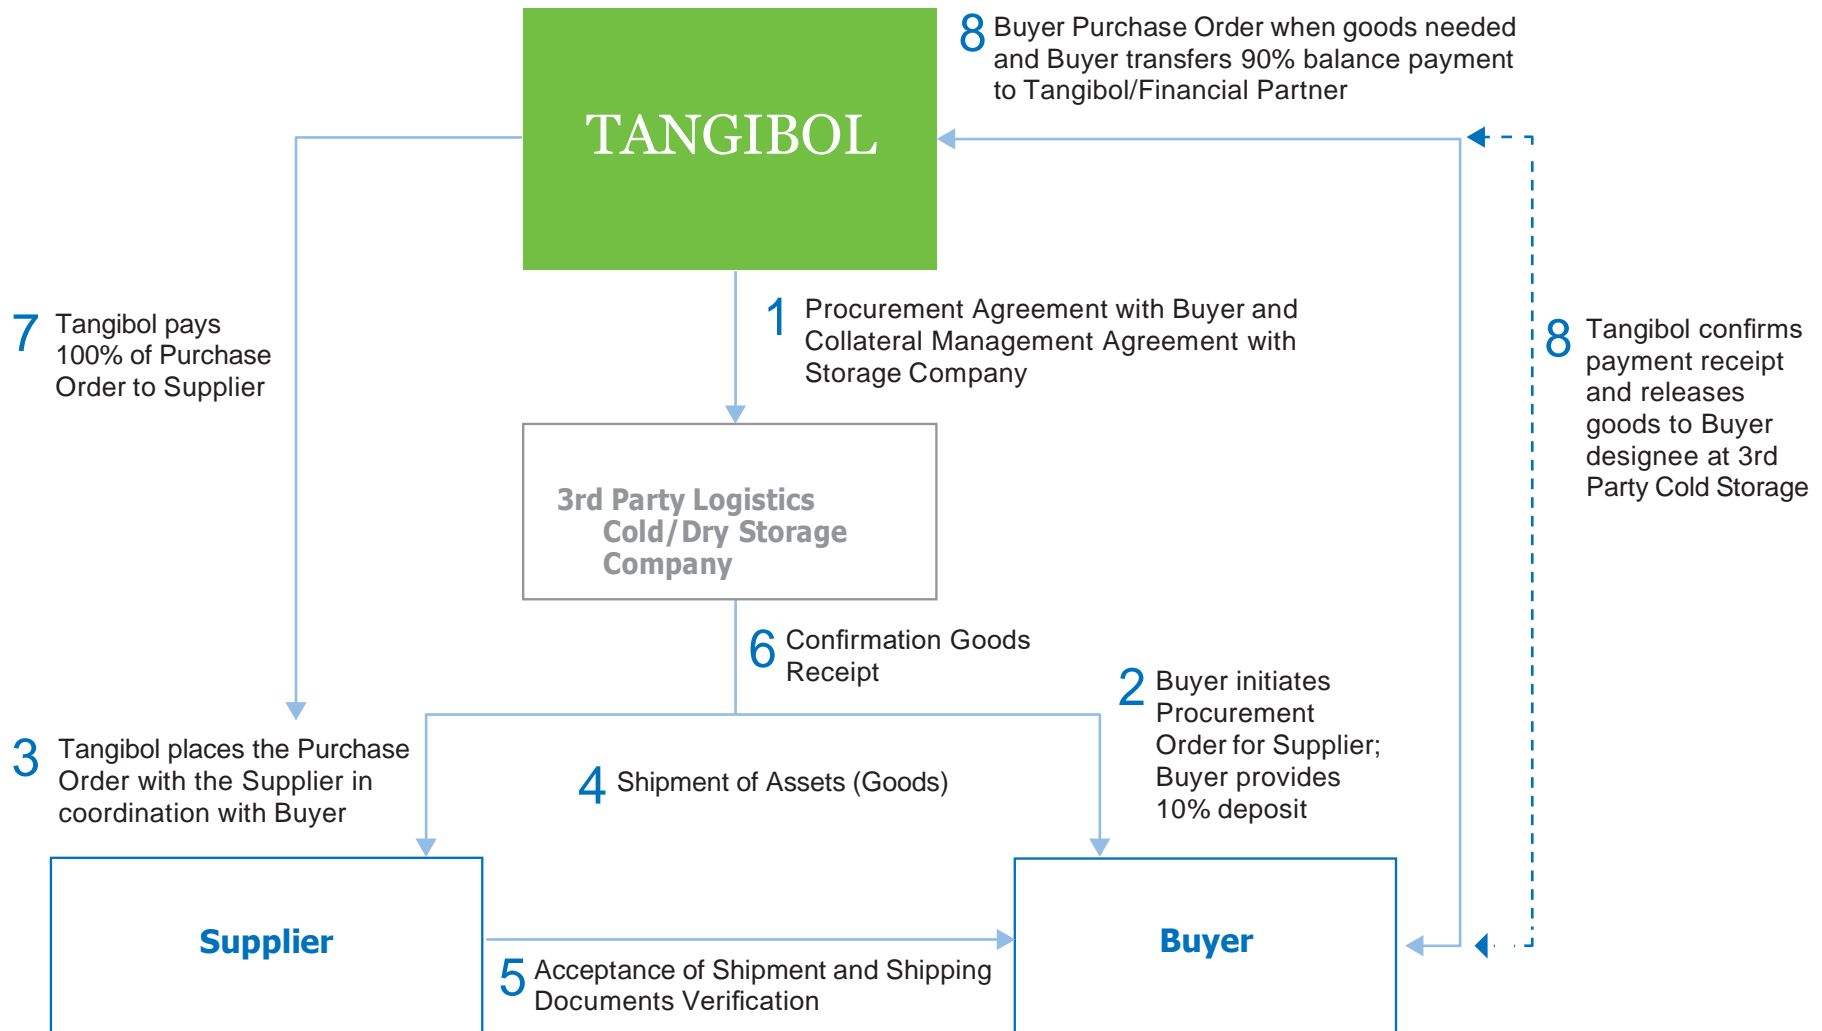 8 Buyer Purchase Order when goods needed
and Buyer transfers 90% balance payment
to Tangibol/Financial Partner
TANGIBOL
1 Procurement Agreement with Buyer and
Collateral Management Agreement with
Storage Company
7 Tangibol pays
100% of Purchase
Order to Supplier
8 Tangibol confirms
payment receipt
and releases
goods to Buyer
designee at 3rd
Party Cold Storage
3rd Party Logistics
Cold/Dry Storage
Company
6 Confirmation Goods
Receipt
2 Buyer initiates
Procurement
Order for Supplier;
Buyer provides
10% deposit
3 Tangibol places the Purchase
Order with the Supplier in
coordination with Buyer
4 Shipment of Assets (Goods)
Supplier
Buyer
5 Acceptance of Shipment and Shipping
Documents Verification